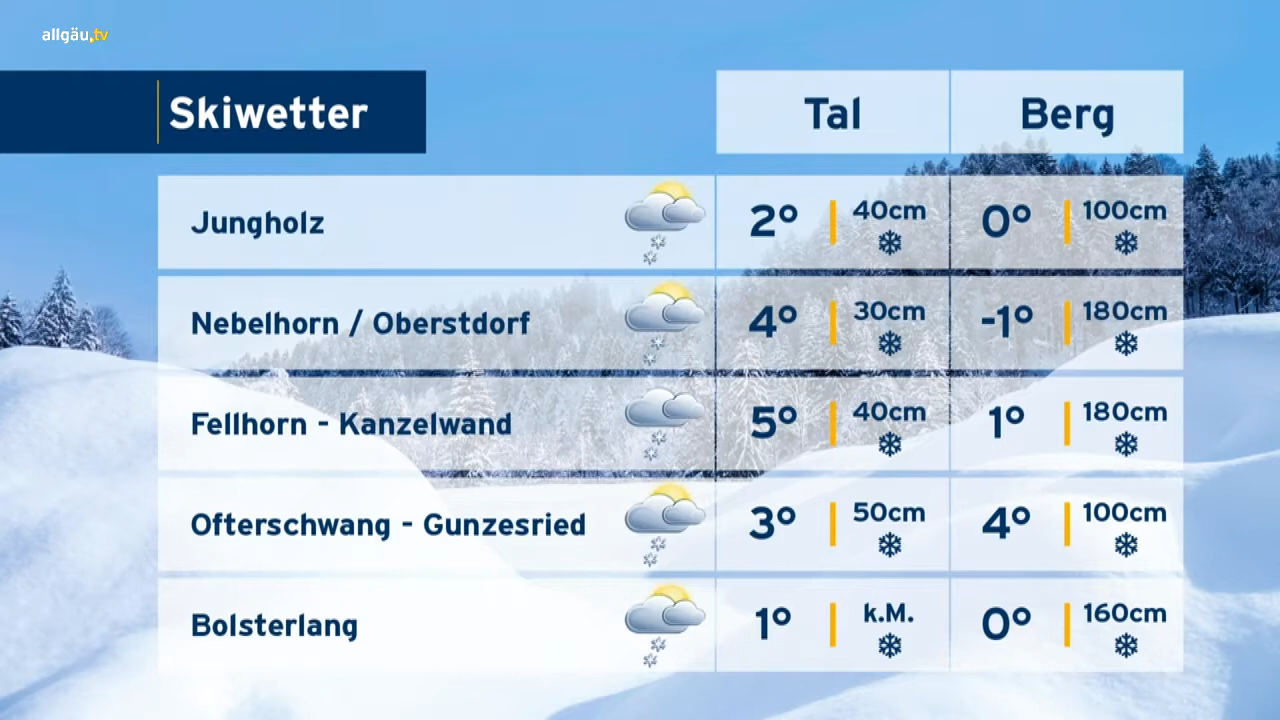 allgäu.tv
Skiwetter
Tal
Berg
Jungholz 2° 40cm 0° 100cm
Nebelhorn / Oberstdorf 4° 30cm -1° 180cm
Fellhorn - Kanzelwand 5° 40cm 1° 180cm
Ofterschwang - Gunzesried 3° 50cm 4° 100cm
Bolsterlang 1° k.M. 0° 160cm